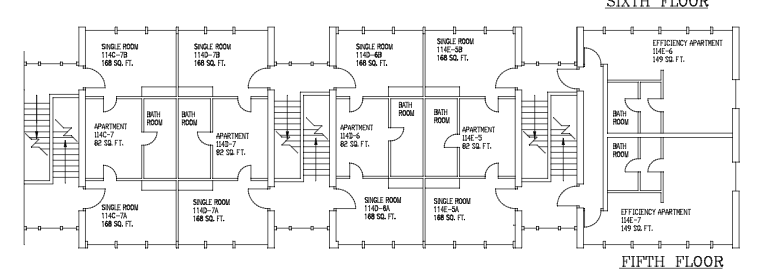 SIXTH FLOOR
SINGLE ROOM
114C-7B
168 SQ. FT.
SINGLE ROOM
114D-7B
168 SQ. FT.
SINGLE ROOM
114D-6B
168 SQ. FT.
SINGLE ROOM
114E-5B
168 SQ. FT.
EFFICIENCY APARTMENT
114E-6
149 SQ. FT.
APARTMENT
114C-7
82 SQ. FT.
BATH
ROOM
BATH
ROOM
APARTMENT
114D-7
82 SQ. FT.
APARTMENT
114D-6
82 SQ. FT.
BATH
ROOM
BATH
ROOM
APARTMENT
114E-5
82 SQ. FT.
BATH
ROOM
BATH
ROOM
SINGLE ROOM
114C-7A
168 SQ. FT.
SINGLE ROOM
114D-7A
168 SQ. FT.
SINGLE ROOM
114D-6A
168 SQ. FT.
SINGLE ROOM
114E-5A
168 SQ. FT.
EFFICIENCY APARTMENT
114E-7
149 SQ. FT.
FIFTH FLOOR